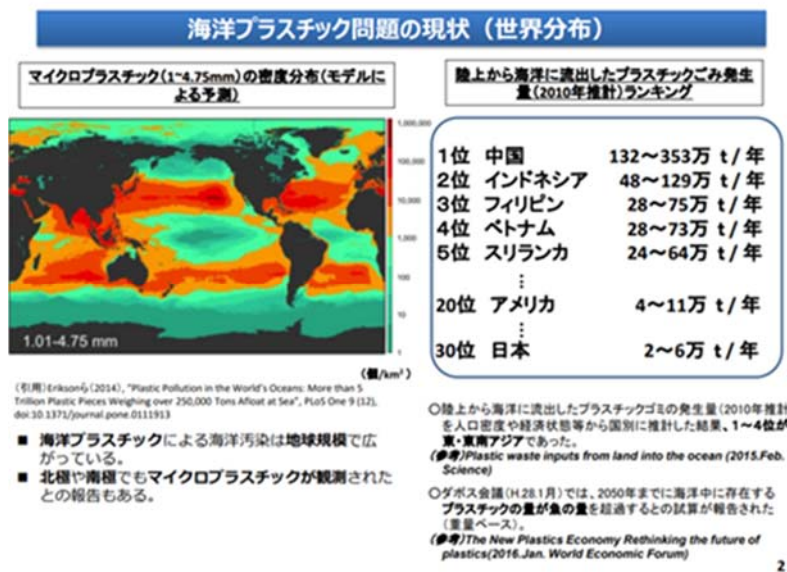 海洋プラスチック問題の現状（世界分布）
マイクロプラスチック（1~4.75mm）の密度分布（モデルに
よる予測）
1,000,000
100,000
10,000
1,000
100
10
1
1.01-4.75 mm
（個/km²）
（引用）Eriksonら（2014）, "Plastic Pollution in the World's Oceans: More than 5
Trillion Plastic Pieces Weighing over 250,000 Tons Afloat at Sea", PLoS One 9 (12),
doi:10.1371/journal.pone.0111913
■ 海洋プラスチックによる海洋汚染は地球規模で広
がっている。
■ 北極や南極でもマイクロプラスチックが観測された
との報告もある。
陸上から海洋に流出したプラスチックごみ発生
量（2010年推計）ランキング
1位 中国 132～353万 t / 年
2位 インドネシア 48～129万 t / 年
3位 フィリピン 28～75万 t / 年
4位 ベトナム 28～73万 t / 年
5位 スリランカ 24～64万 t / 年
⋮
20位 アメリカ 4～11万 t / 年
⋮
30位 日本 2～6万 t / 年
○陸上から海洋に流出したプラスチックゴミの発生量（2010年推計
を人口密度や経済状態等から国別に推計した結果、1～4位が
東・東南アジアであった。
（参考）Plastic waste inputs from land into the ocean (2015.Feb.
Science)
○ダボス会議（H.28.1月）では、2050年までに海洋中に存在する
プラスチックの量が魚の量を超過するとの試算が報告された
（重量ベース）。
（参考）The New Plastics Economy Rethinking the future of
plastics(2016.Jan. World Economic Forum)
2